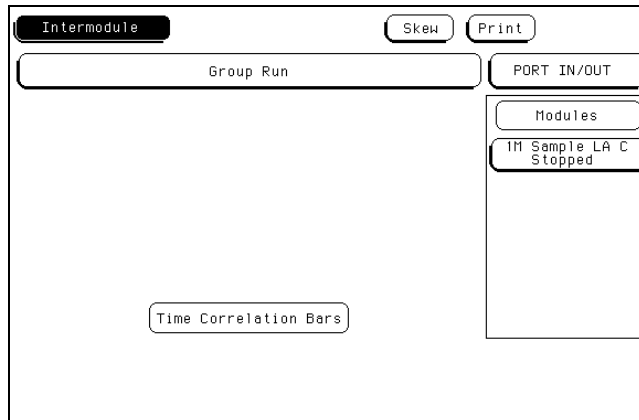 Intermodule
Skew
Print
Group Run
PORT IN/OUT
Modules
1M Sample LA C
Stopped
Time Correlation Bars